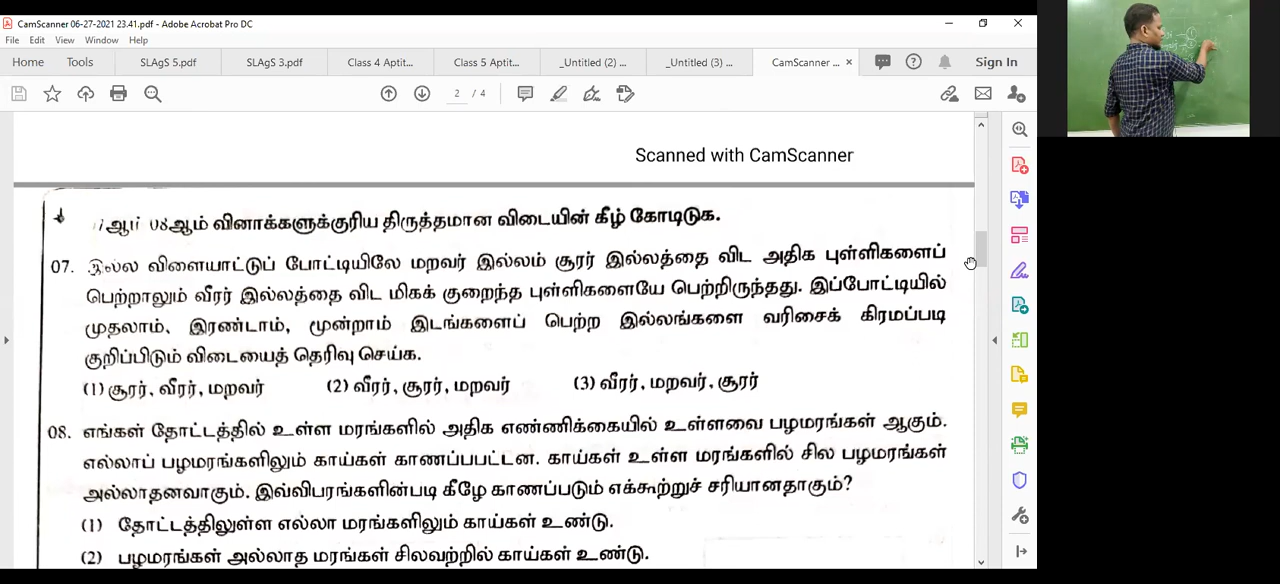 CamScanner 06-27-2021 23.41.pdf - Adobe Acrobat Pro DC
File Edit View Window Help
Home Tools SLAgS 5.pdf SLAgS 3.pdf Class 4 Aptit... Class 5 Aptit... _Untitled (2) ... _Untitled (3) ... CamScanner ... × Sign In
2 / 4
Scanned with CamScanner
08ஆம் வினாக்களுக்குரிய திருத்தமான விடையின் கீழ் கோடிடுக.
07. இல்ல விளையாட்டுப் போட்டியிலே மறவர் இல்லம் சூரர் இல்லத்தை விட அதிக புள்ளிகளைப்
பெற்றாலும் வீரர் இல்லத்தை விட மிகக் குறைந்த புள்ளிகளையே பெற்றிருந்தது. இப்போட்டியில்
முதலாம், இரண்டாம், மூன்றாம் இடங்களைப் பெற்ற இல்லங்களை வரிசைக் கிரமப்படி
குறிப்பிடும் விடையைத் தெரிவு செய்க.
(1) சூரர், வீரர், மறவர் (2) வீரர், சூரர், மறவர் (3) வீரர், மறவர், சூரர்
08. எங்கள் தோட்டத்தில் உள்ள மரங்களில் அதிக எண்ணிக்கையில் உள்ளவை பழமரங்கள் ஆகும்.
எல்லாப் பழமரங்களிலும் காய்கள் காணப்பபட்டன. காய்கள் உள்ள மரங்களில் சில பழமரங்கள்
அல்லாதனவாகும். இவ்விபரங்களின்படி கீழே காணப்படும் எக்கூற்றுச் சரியானதாகும்?
(1) தோட்டத்திலுள்ள எல்லா மரங்களிலும் காய்கள் உண்டு.
(2) பழமரங்கள் அல்லாத மரங்கள் சிலவற்றில் காய்கள் உண்டு.